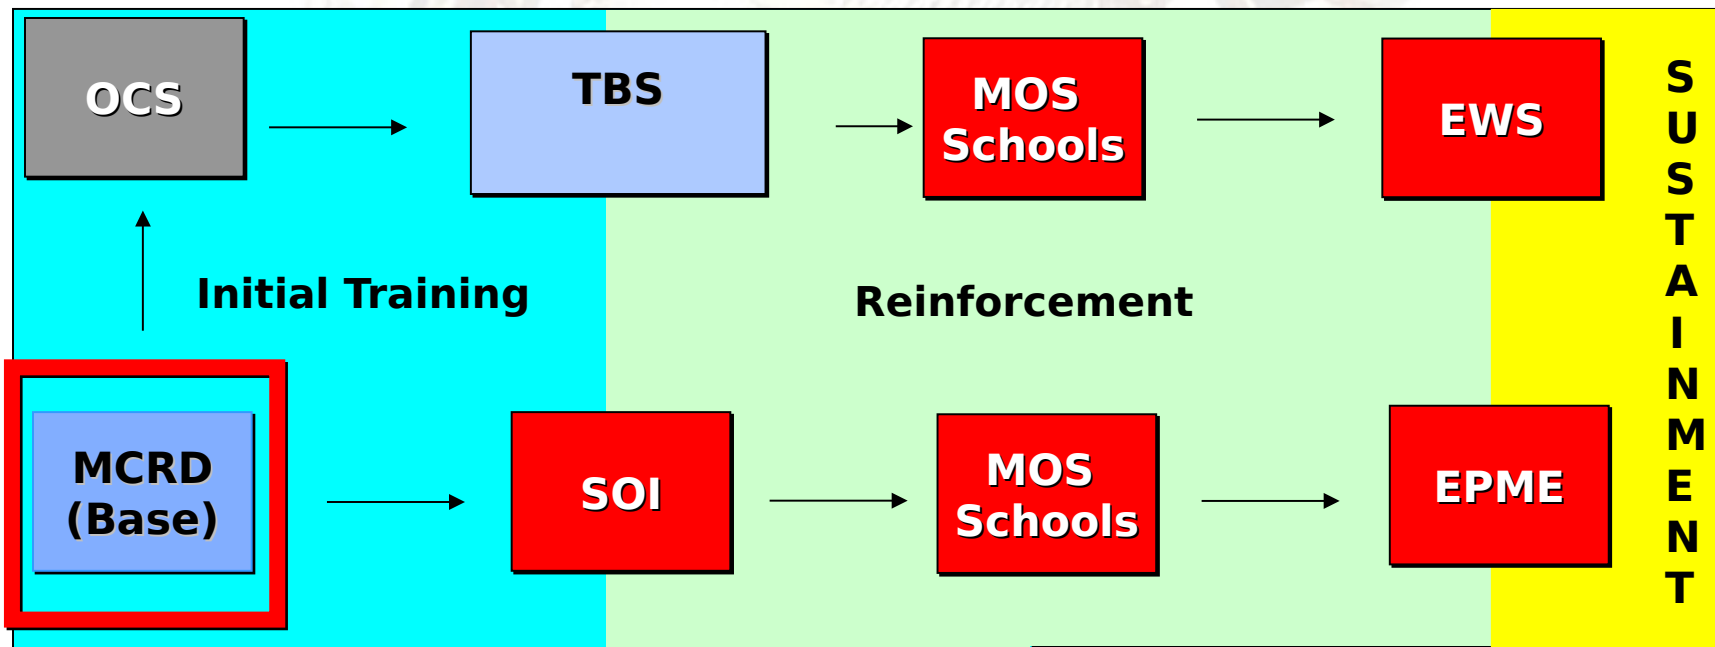 OCS
TBS
MOS
Schools
EWS
Initial Training
Reinforcement
MCRD
(Base)
SOI
MOS
Schools
EPME
S
U
S
T
A
I
N
M
E
N
T